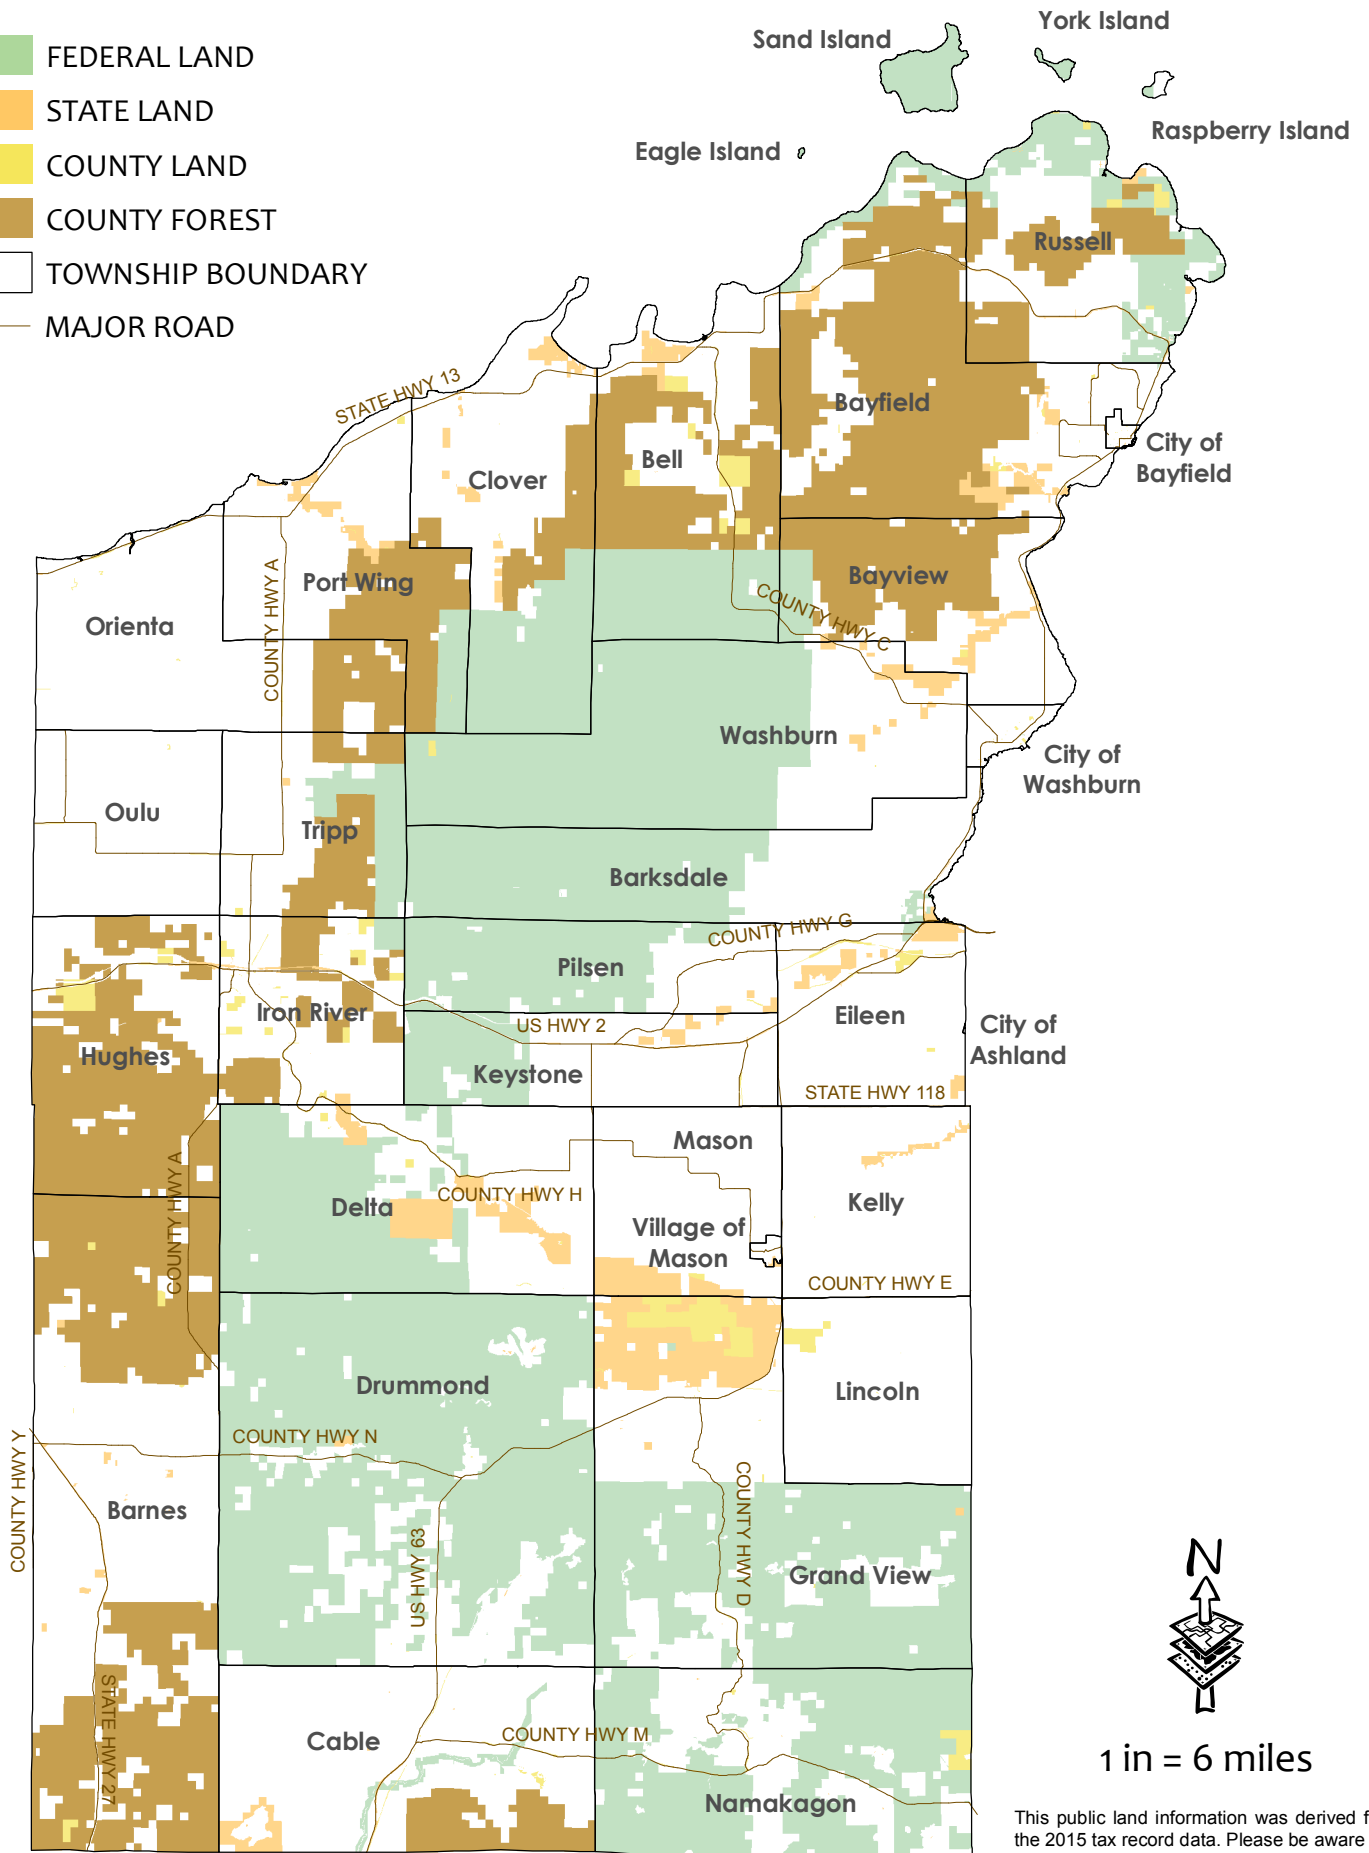 FEDERAL LAND
STATE LAND
COUNTY LAND
COUNTY FOREST
TOWNSHIP BOUNDARY
MAJOR ROAD
York Island
Sand Island
Raspberry Island
Eagle Island
Russell
STATE HWY 13
Bayfield
City of
Bayfield
Bell
Clover
Port Wing
Bayview
COUNTY HWY A
COUNTY HWY C
Orienta
Washburn
City of
Washburn
Oulu
Tripp
Barksdale
COUNTY HWY G
Pilsen
Iron River
US HWY 2
Eileen
City of
Ashland
Hughes
Keystone
STATE HWY 118
Mason
COUNTY HWY A
Delta
COUNTY HWY H
Kelly
Village of
Mason
COUNTY HWY E
Drummond
Lincoln
COUNTY HWY N
COUNTY HWY Y
Barnes
US HWY 63
COUNTY HWY D
Grand View
N
STATE HWY 27
Cable
COUNTY HWY M
1 in = 6 miles
Namakagon
This public land information was derived f
the 2015 tax record data. Please be aware